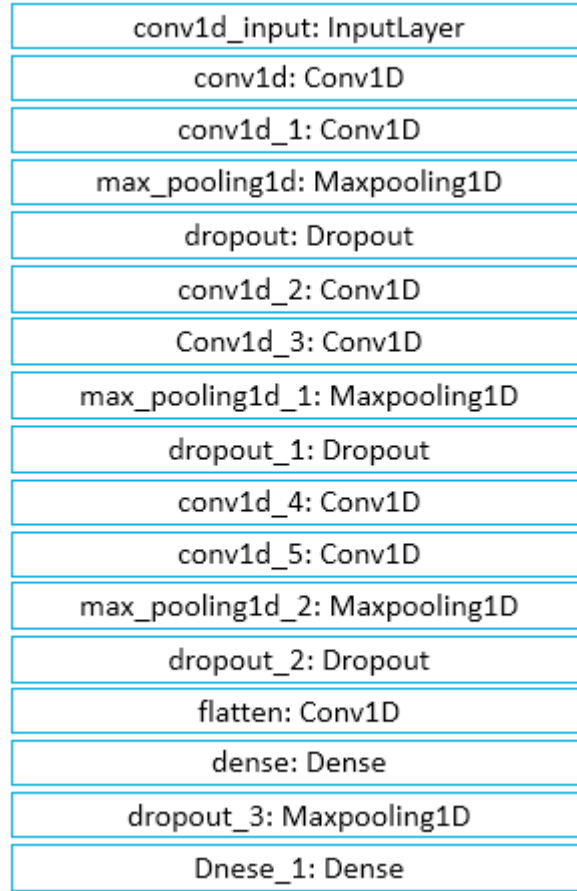 conv1d_input: InputLayer
conv1d: Conv1D
conv1d_1: Conv1D
max_pooling1d: Maxpooling1D
dropout: Dropout
conv1d_2: Conv1D
Conv1d_3: Conv1D
max_pooling1d_1: Maxpooling1D
dropout_1: Dropout
conv1d_4: Conv1D
conv1d_5: Conv1D
max_pooling1d_2: Maxpooling1D
dropout_2: Dropout
flatten: Conv1D
dense: Dense
dropout_3: Maxpooling1D
Dnese_1: Dense